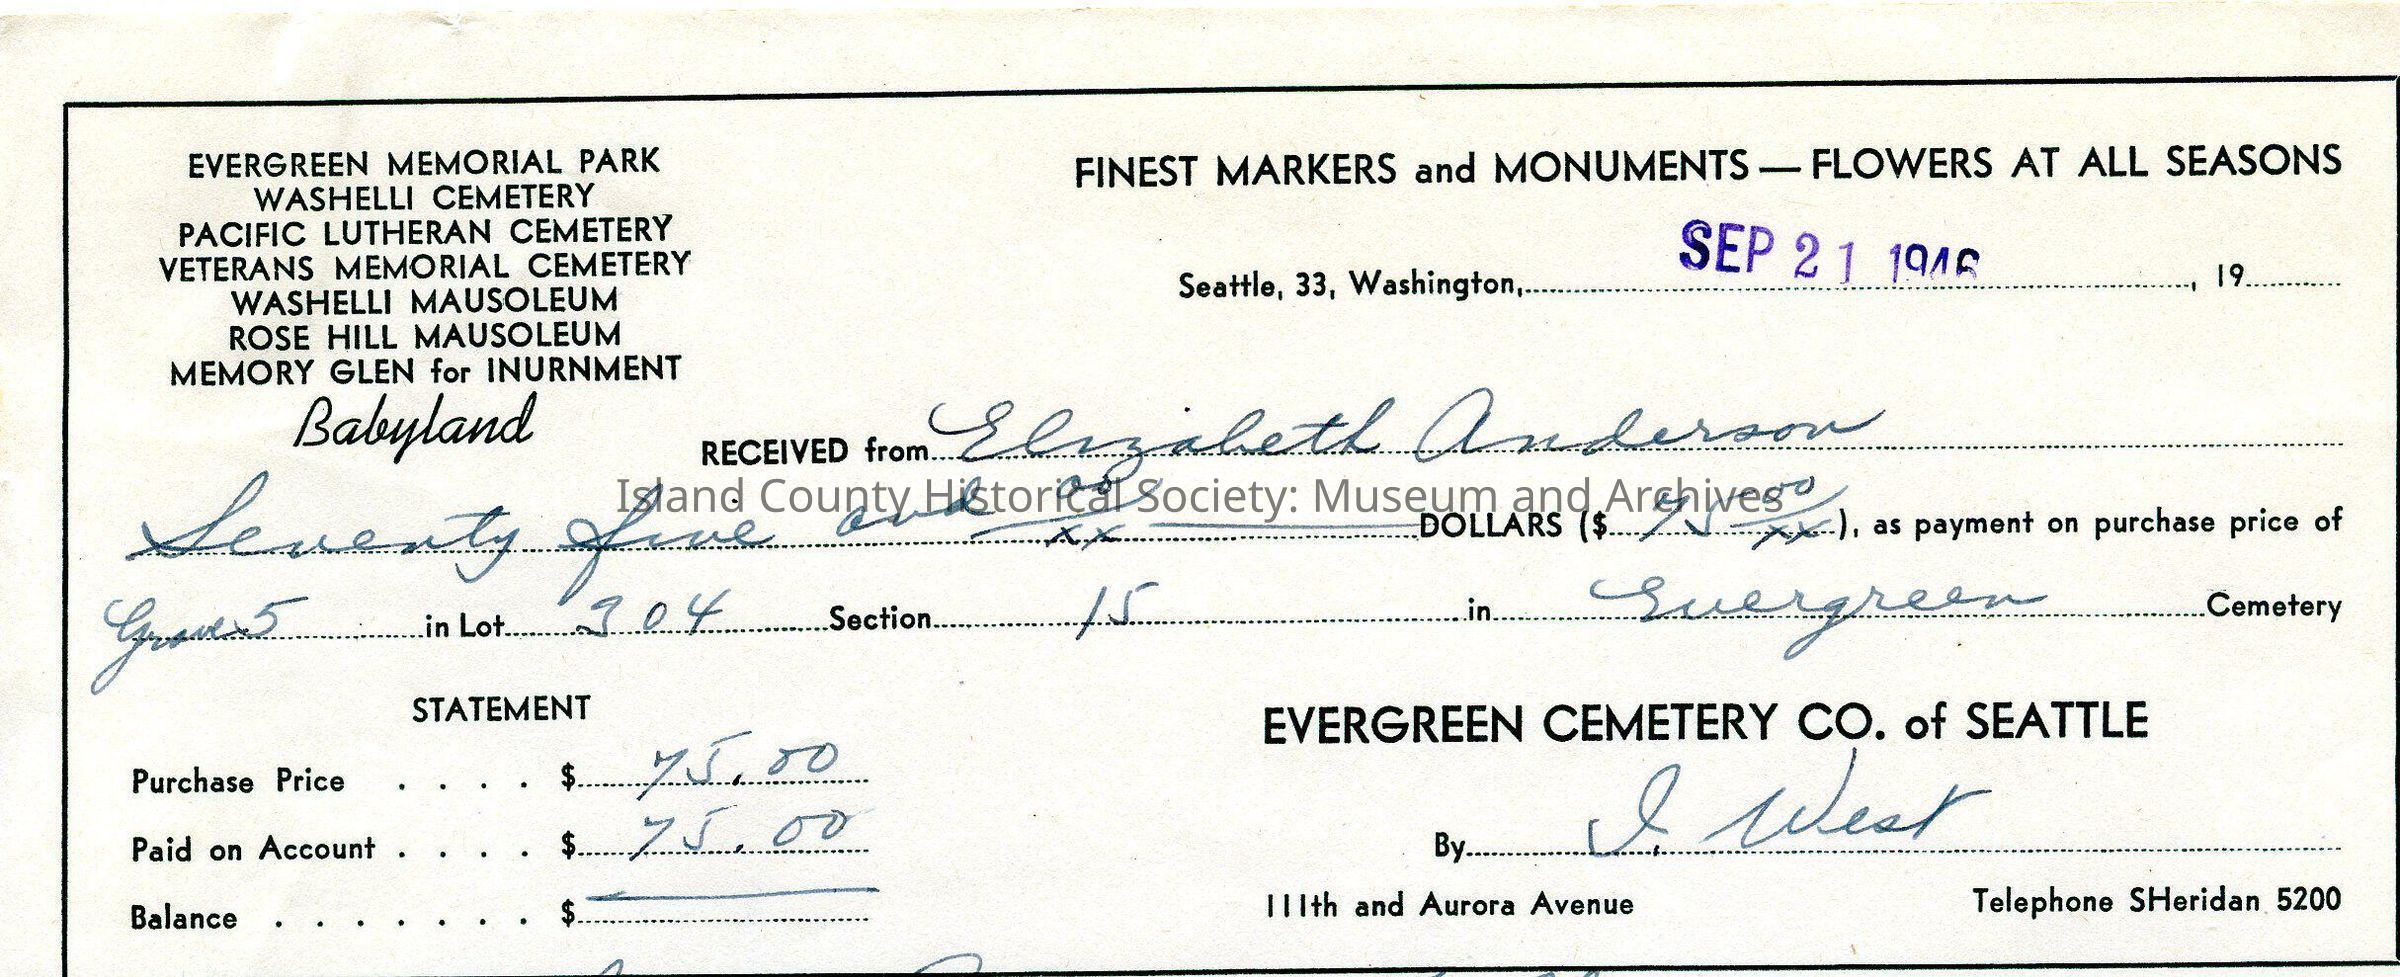 EVERGREEN MEMORIAL PARK
WASHELLI CEMETERY
PACIFIC LUTHERAN CEMETERY
VETERANS MEMORIAL CEMETERY
WASHELLI MAUSOLEUM
ROSE HILL MAUSOLEUM
MEMORY GLEN for INURNMENT
Babyland
FINEST MARKERS and MONUMENTS — FLOWERS AT ALL SEASONS
Seattle, 33, Washington, SEP 21 1946, 19
RECEIVED from Elizabeth Anderson
Island County Historical Society: Museum and Archives
Seventy five and 00/xx DOLLARS ($ 75 00/xx), as payment on purchase price of
Grave 5 in Lot 304 Section 15 in Evergreen Cemetery
STATEMENT
Purchase Price . . . . $ 75.00
Paid on Account . . . . $ 75.00
Balance . . . . . . . $
EVERGREEN CEMETERY CO. of SEATTLE
By I. West
111th and Aurora Avenue Telephone SHeridan 5200